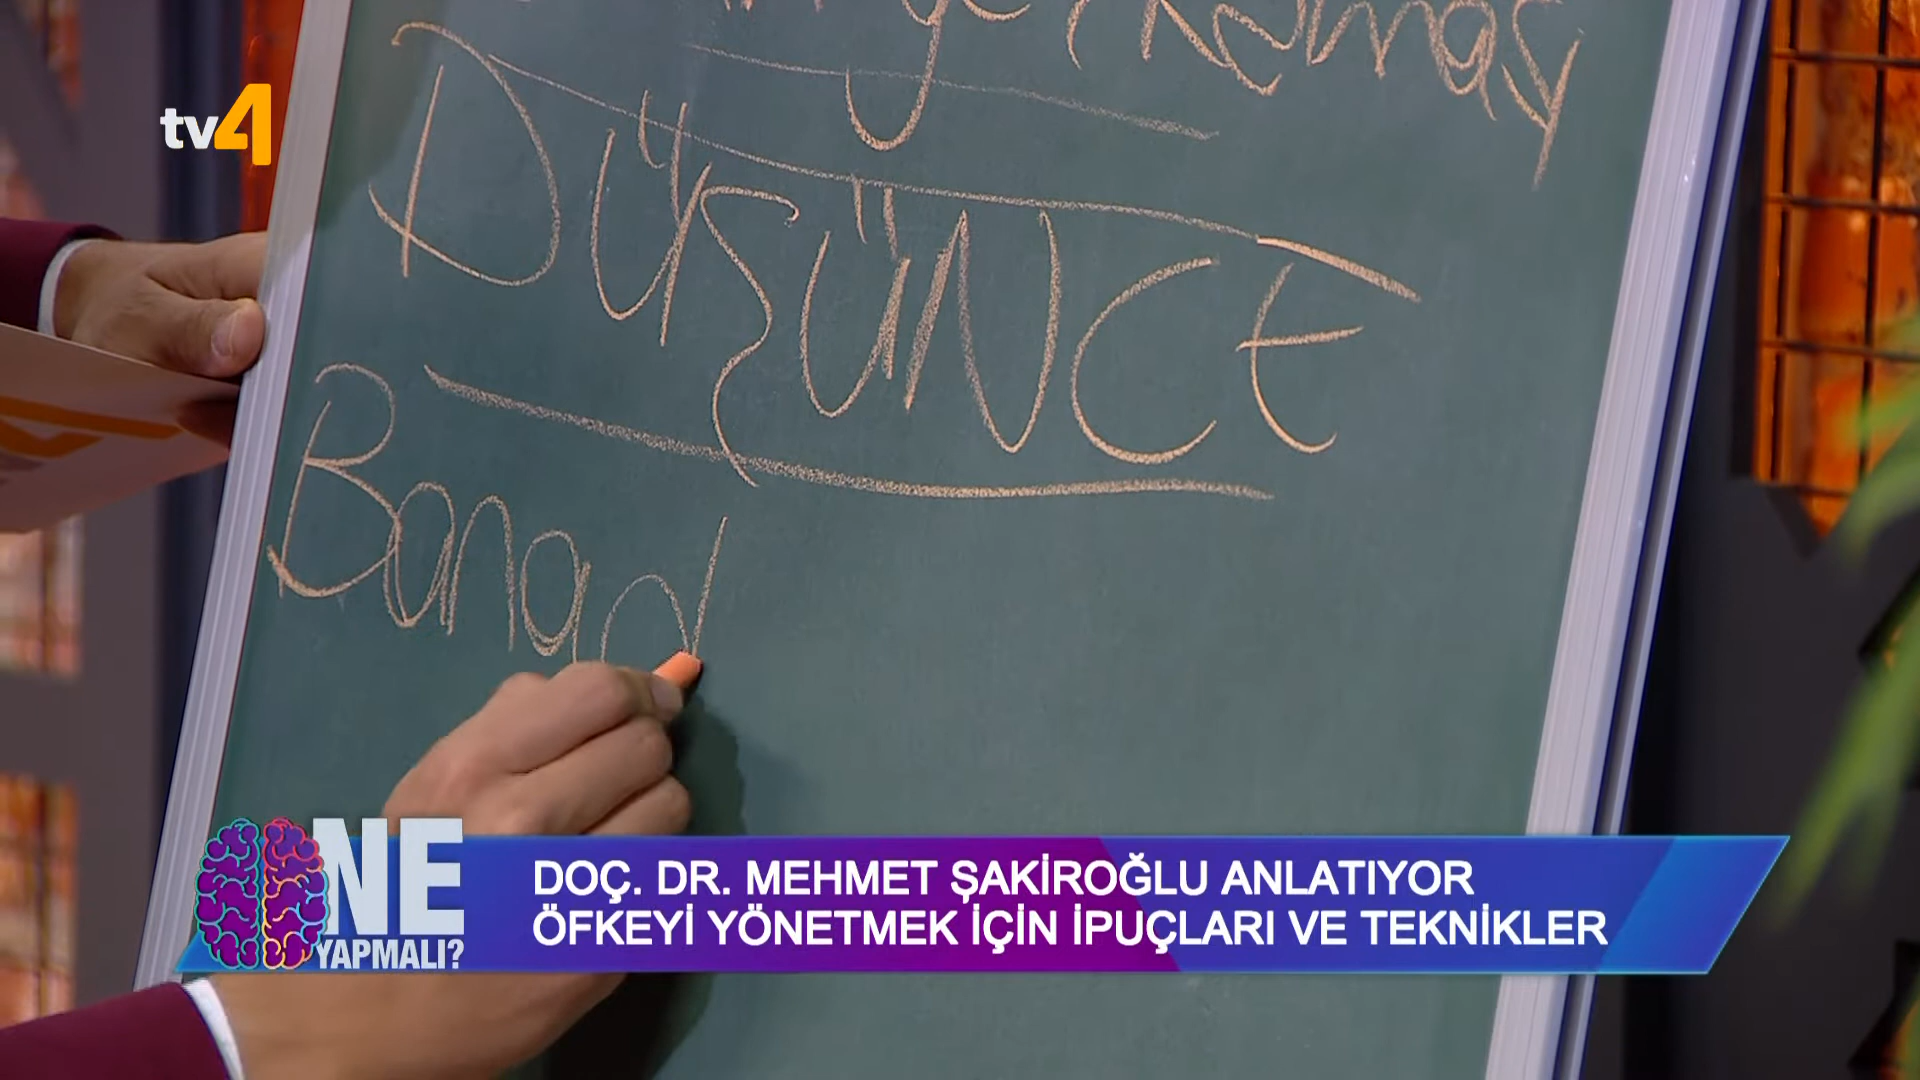 tv4
DÜŞÜNCE
Bana d
NE
YAPMALI?
DOÇ. DR. MEHMET ŞAKİROĞLU ANLATIYOR
ÖFKEYİ YÖNETMEK İÇİN İPUÇLARI VE TEKNİKLER